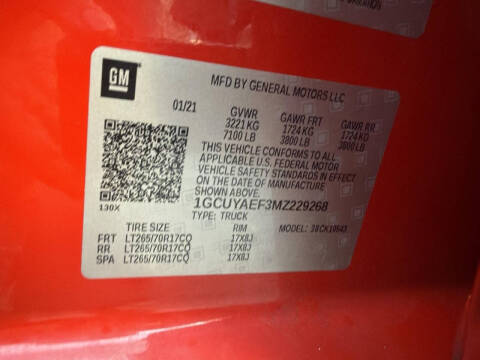 GM
MFD BY GENERAL MOTORS LLC
01/21 GVWR GAWR FRT GAWR RR
3221 KG 1724 KG 1724 KG
7100 LB 3800 LB 3800 LB
THIS VEHICLE CONFORMS TO ALL
APPLICABLE U.S. FEDERAL MOTOR
VEHICLE SAFETY STANDARDS IN EFFECT
ON THE DATE OF MANUFACTURE
SHOWN ABOVE
1GCUYAEF3MZ229268
TYPE: TRUCK MODEL:
130X
TIRE SIZE RIM
FRT LT265/70R17CQ 17X8J
RR LT265/70R17CQ 17X8J
SPA LT265/70R17CQ 17X8J